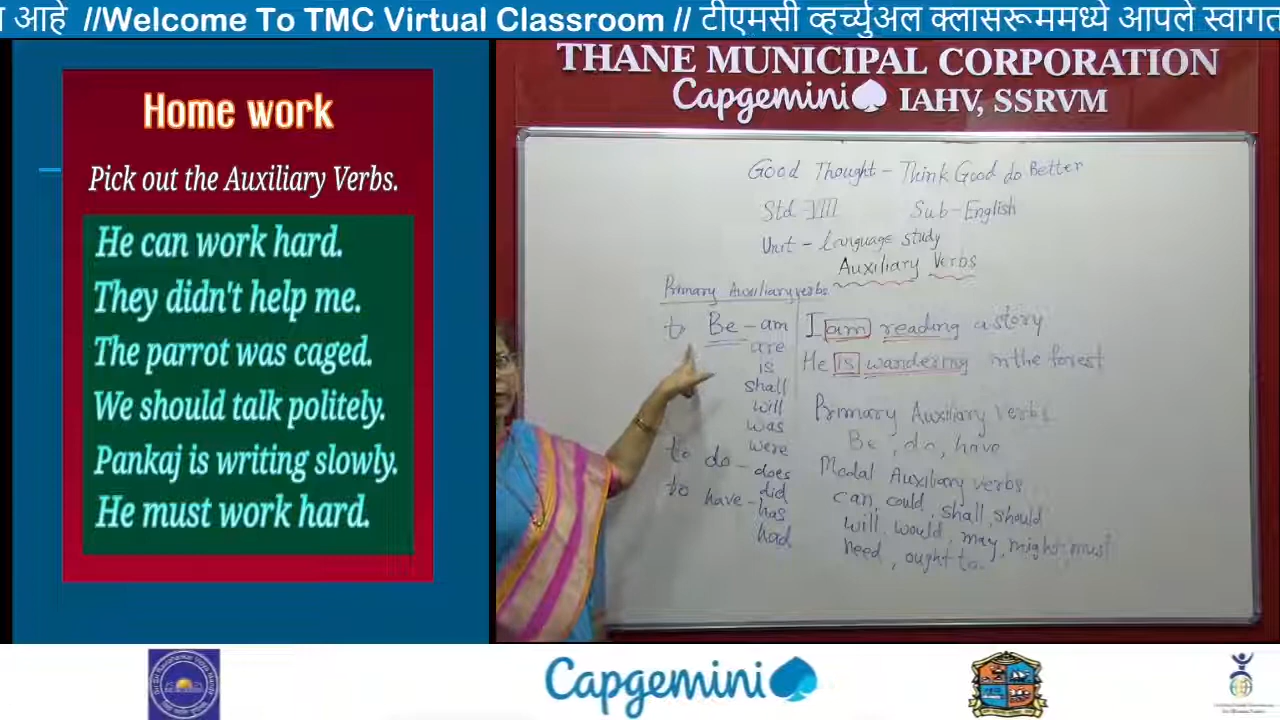 आहे //Welcome To TMC Virtual Classroom // टीएमसी व्हर्च्युअल क्लासरूममध्ये आपले स्वागत
Home work
Pick out the Auxiliary Verbs.
He can work hard.
They didn't help me.
The parrot was caged.
We should talk politely.
Pankaj is writing slowly.
He must work hard.
THANE MUNICIPAL CORPORATION
Capgemini IAHV, SSRVM
Good Thought - Think Good do Better
Std VIII Sub - English
Unit - Language study
Auxiliary Verbs
Primary Auxiliary verbs
to Be - am
are
is
shall
will
was
were
to do - does
did
to have - has
had
I am reading a story
He is wandering in the forest
Primary Auxiliary verbs
Be, do, have
Modal Auxiliary verbs
can, could, shall, should
will, would, may, might, must
need, ought to.
Capgemini